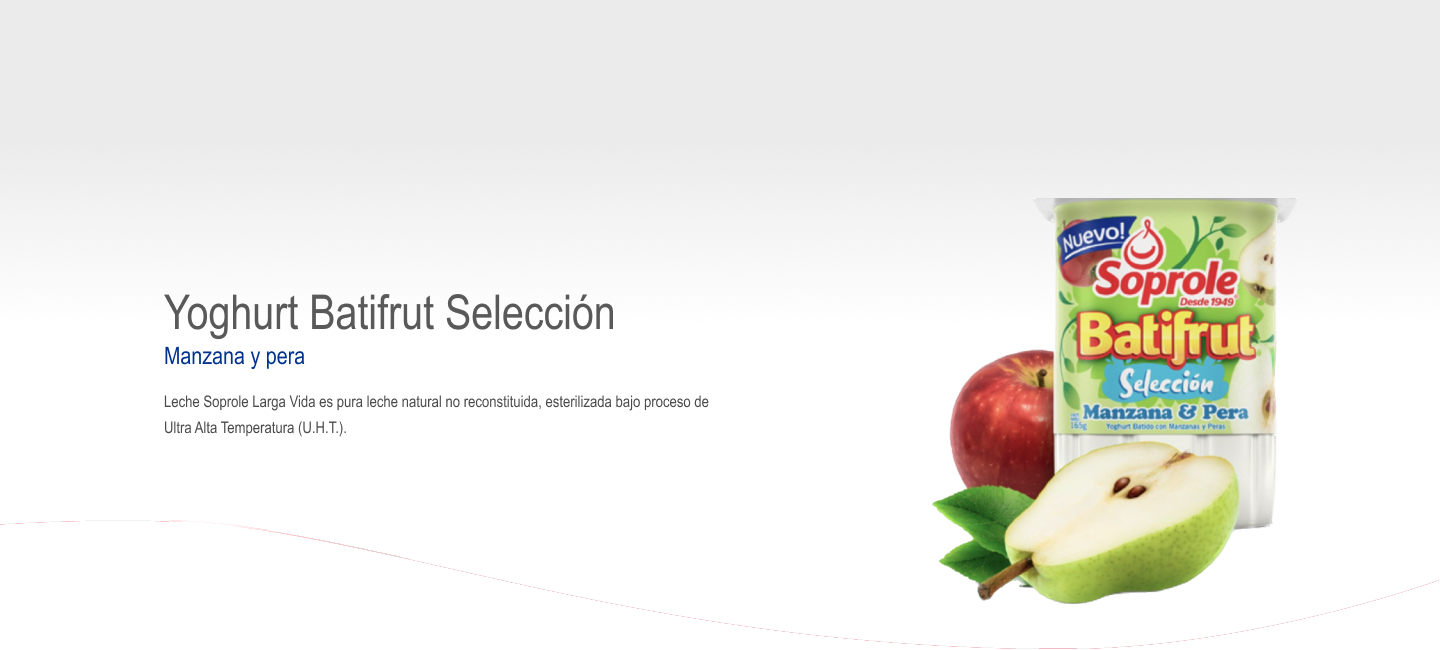 Yoghurt Batifrut Selección
Manzana y pera
Leche Soprole Larga Vida es pura leche natural no reconstituida, esterilizada bajo proceso de
Ultra Alta Temperatura (U.H.T.).
Nuevo!
Soprole
Desde 1949
Batifrut
Selección
Manzana & Pera
165g
Yoghurt Batido con Manzanas y Peras